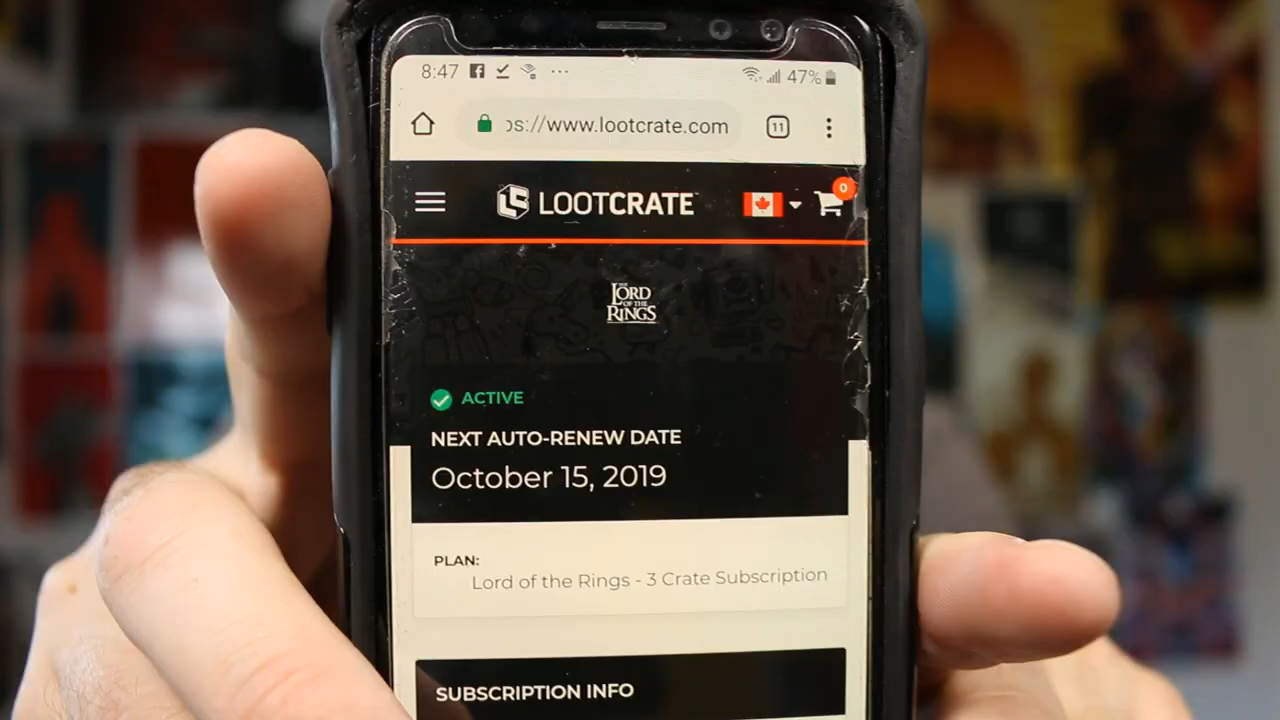 8:47 47%
ps://www.lootcrate.com 11
LOOTCRATE 0
THE
LORD
OF THE
RINGS
ACTIVE
NEXT AUTO-RENEW DATE
October 15, 2019
PLAN:
Lord of the Rings - 3 Crate Subscription
SUBSCRIPTION INFO